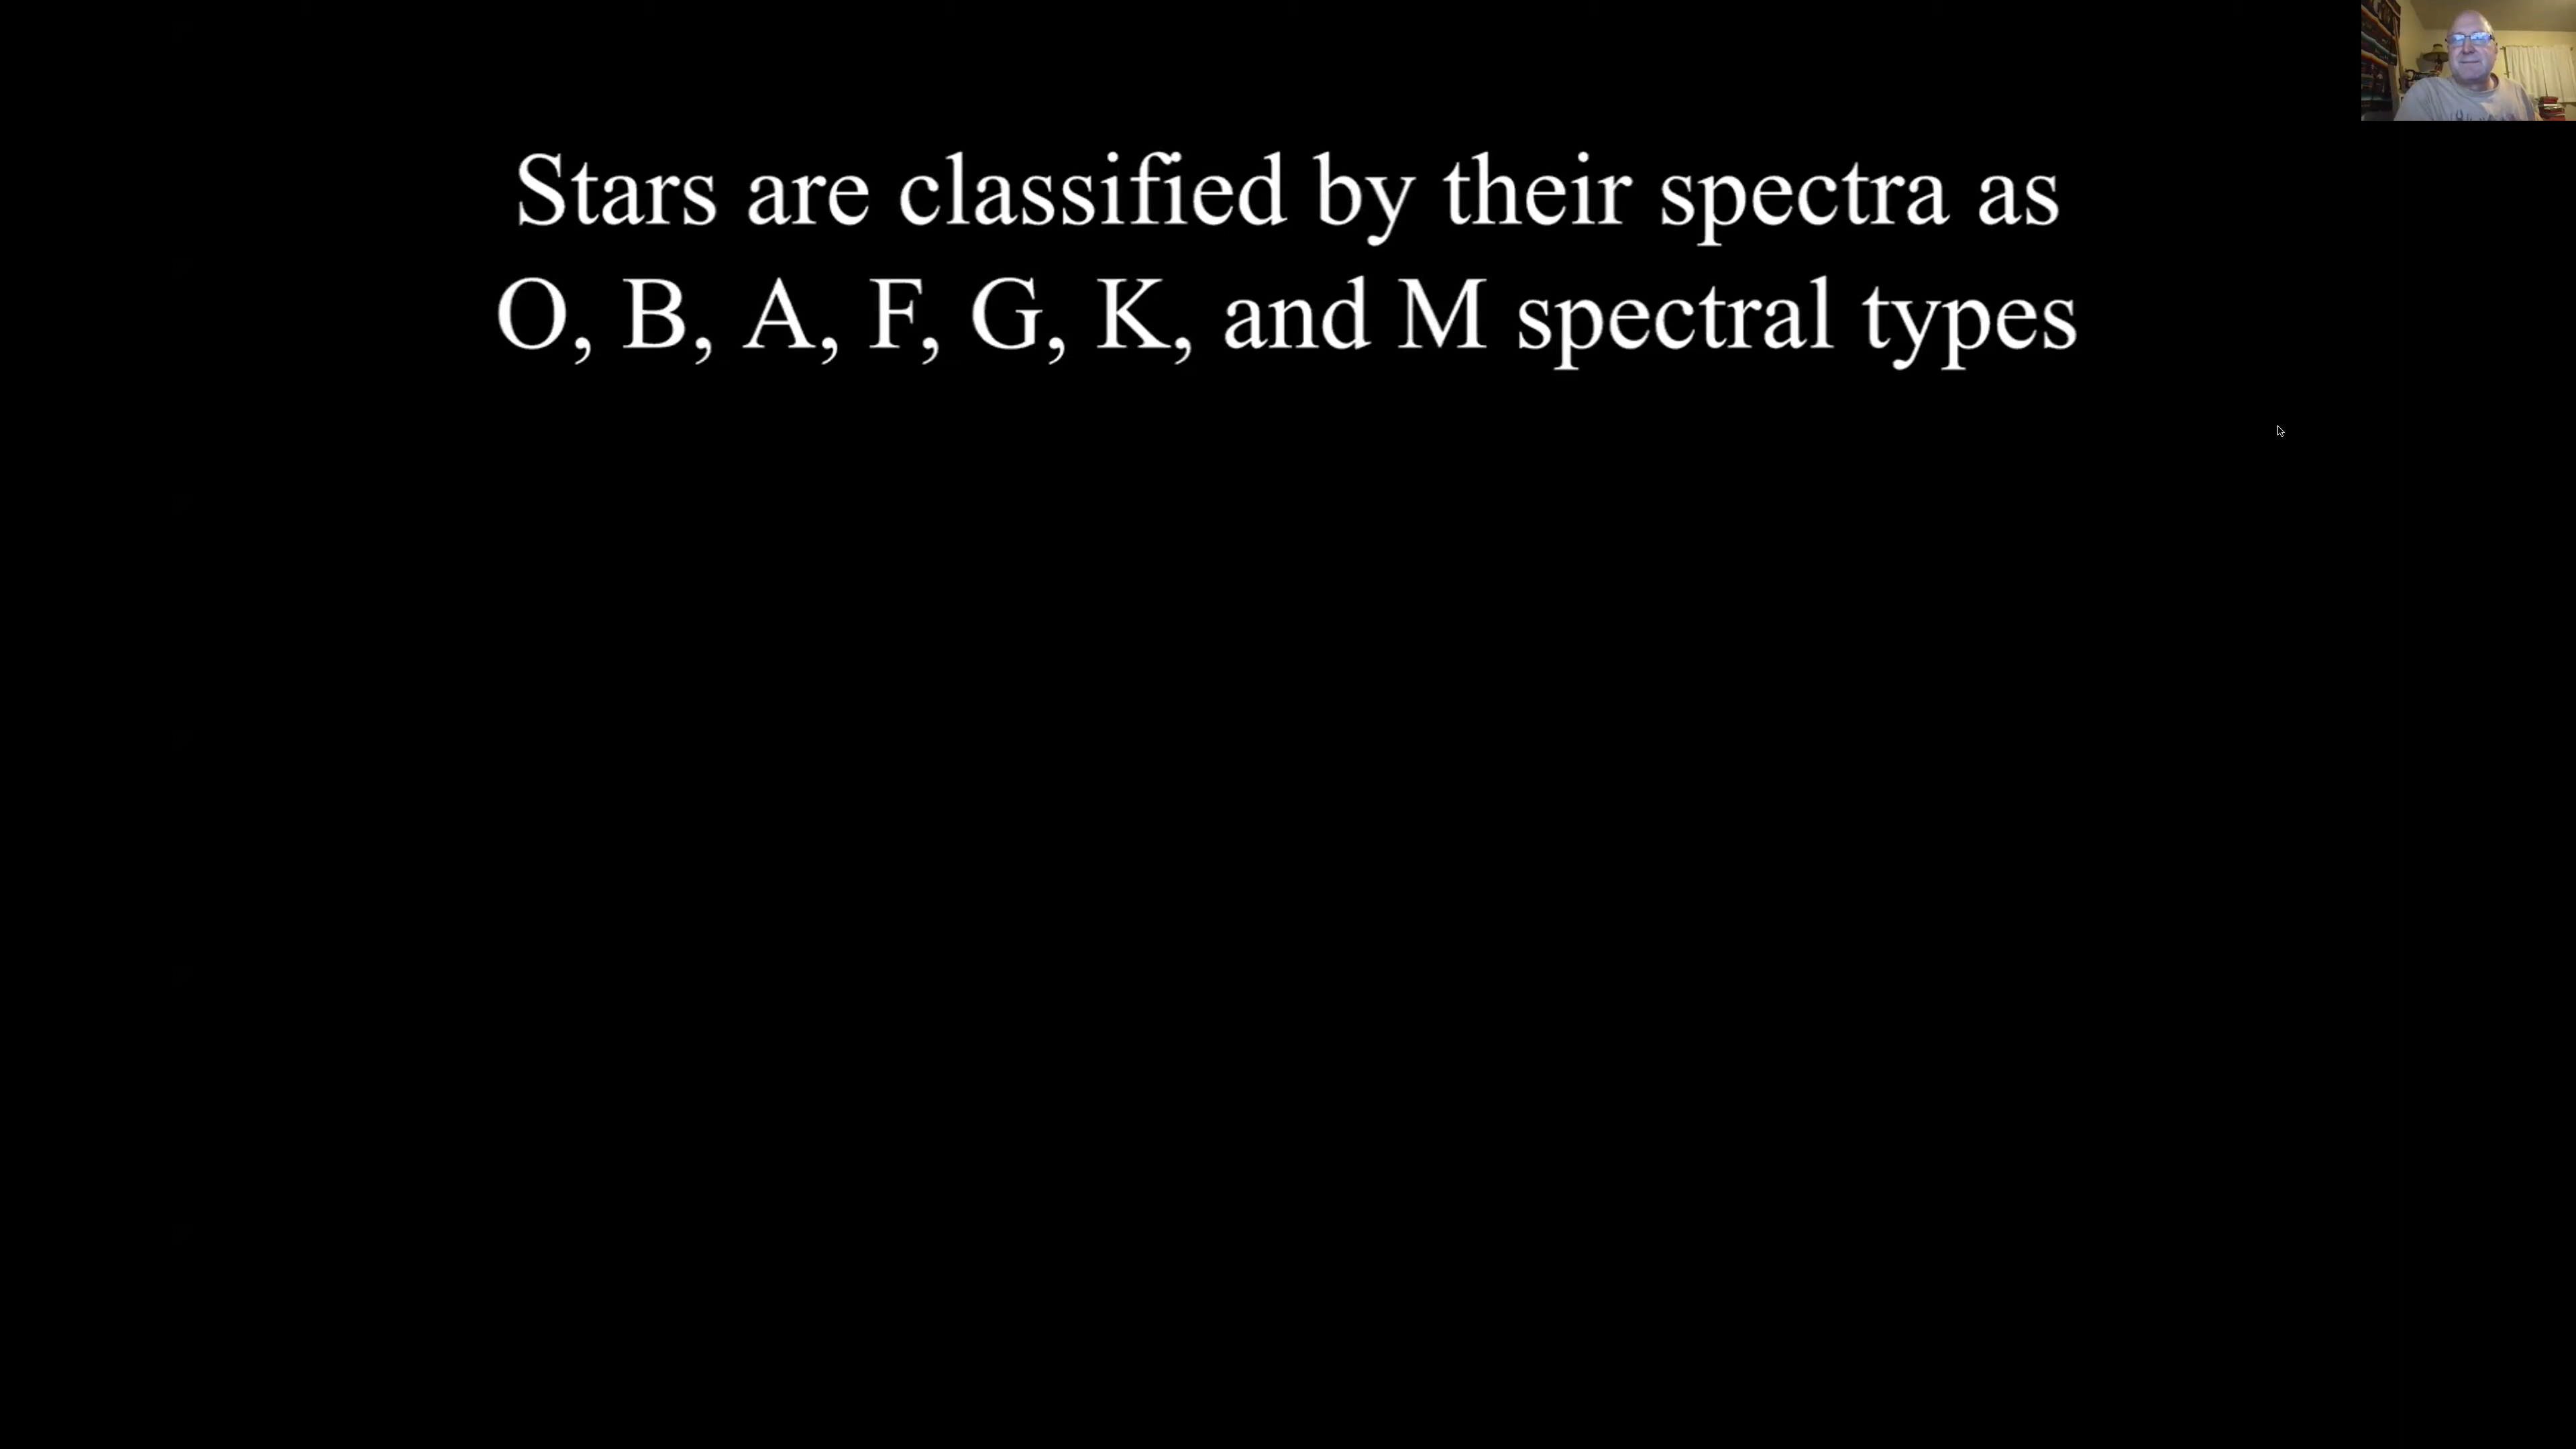 Stars are classified by their spectra as
O, B, A, F, G, K, and M spectral types